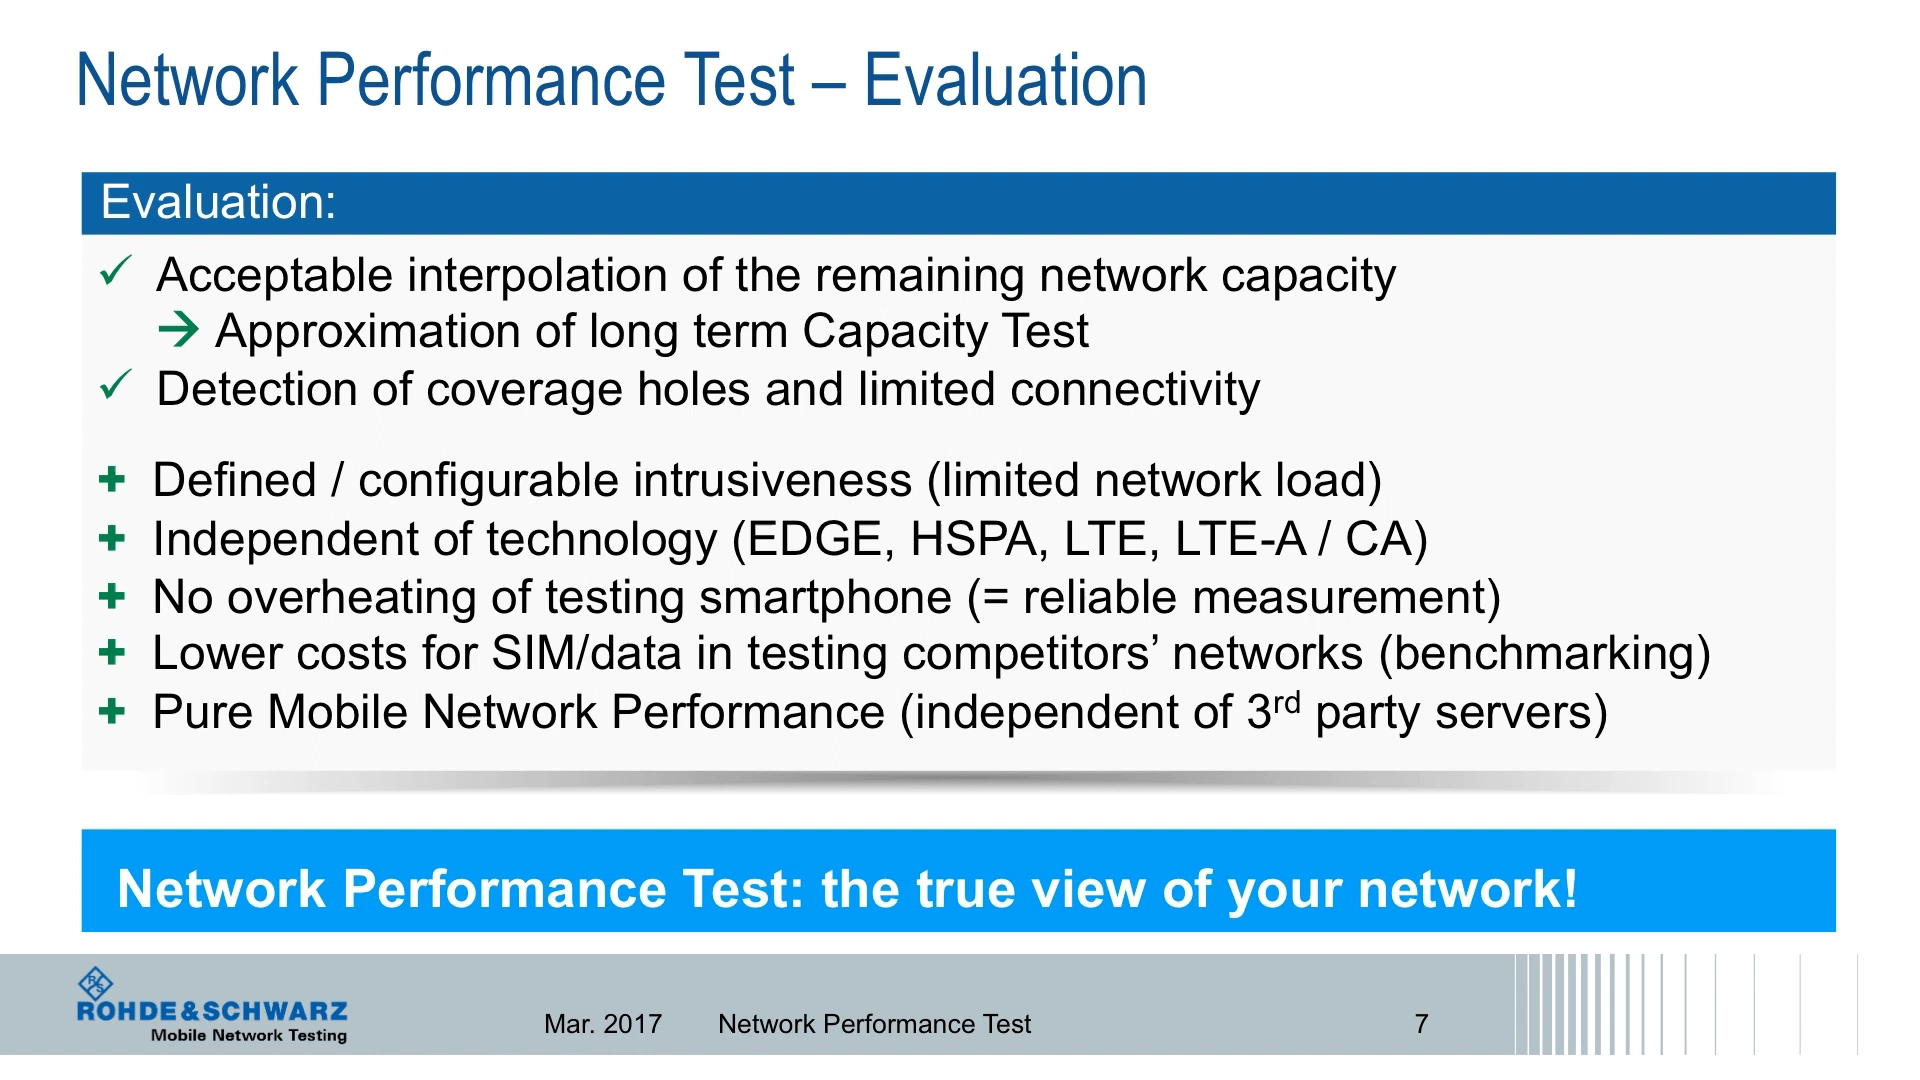 Network Performance Test – Evaluation
Evaluation:
✓ Acceptable interpolation of the remaining network capacity
→ Approximation of long term Capacity Test
✓ Detection of coverage holes and limited connectivity
+ Defined / configurable intrusiveness (limited network load)
+ Independent of technology (EDGE, HSPA, LTE, LTE-A / CA)
+ No overheating of testing smartphone (= reliable measurement)
+ Lower costs for SIM/data in testing competitors’ networks (benchmarking)
+ Pure Mobile Network Performance (independent of 3rd party servers)
Network Performance Test: the true view of your network!
R&S
ROHDE&SCHWARZ
Mobile Network Testing
Mar. 2017 Network Performance Test 7